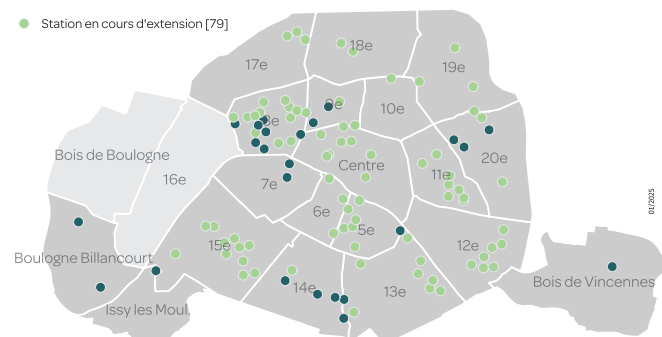 Station en cours d'extension [79]
18e
17e
19e
9e
8e
10e
Bois de Boulogne
Centre
20e
16e
11e
7e
6e
5e
15e
12e
Boulogne Billancourt
Bois de Vincennes
14e
13e
Issy les Moul.
01/2025